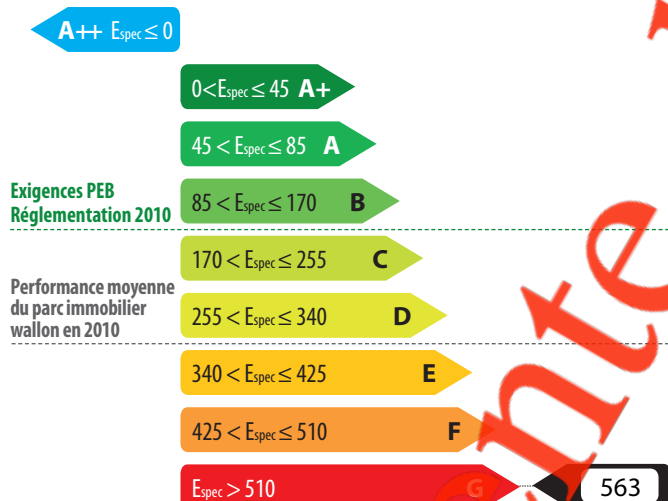 A++ Espec ≤ 0
0<Espec ≤ 45 A+
45 < Espec ≤ 85 A
Exigences PEB
Réglementation 2010
85 < Espec ≤ 170 B
170 < Espec ≤ 255 C
Performance moyenne
du parc immobilier
wallon en 2010
255 < Espec ≤ 340 D
340 < Espec ≤ 425 E
425 < Espec ≤ 510 F
Espec > 510 G
563